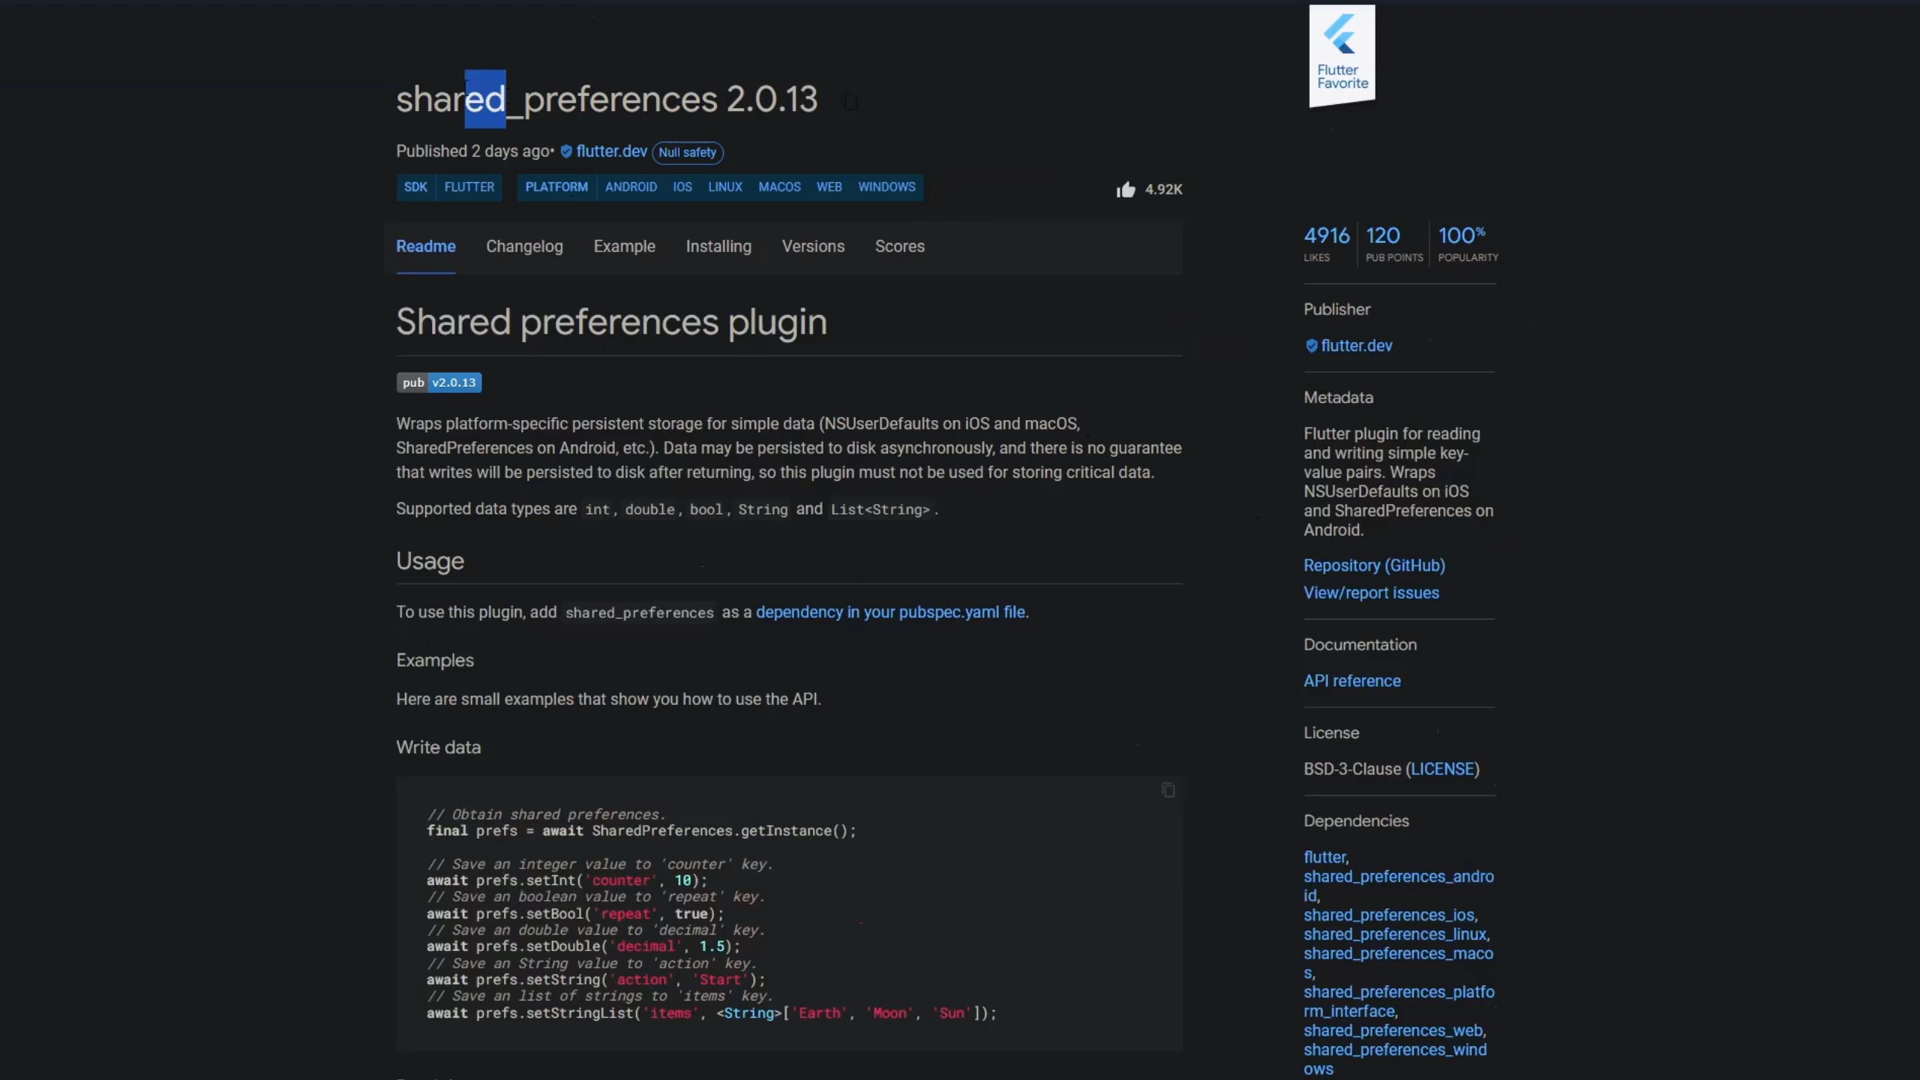 shared_preferences 2.0.13
Flutter
Favorite
Published 2 days ago• flutter.dev Null safety
SDK FLUTTER PLATFORM ANDROID IOS LINUX MACOS WEB WINDOWS
4.92K
Readme Changelog Example Installing Versions Scores
Shared preferences plugin
pub v2.0.13
Wraps platform-specific persistent storage for simple data (NSUserDefaults on iOS and macOS,
SharedPreferences on Android, etc.). Data may be persisted to disk asynchronously, and there is no guarantee
that writes will be persisted to disk after returning, so this plugin must not be used for storing critical data.
Supported data types are int, double, bool, String and List<String>.
Usage
To use this plugin, add shared_preferences as a dependency in your pubspec.yaml file.
Examples
Here are small examples that show you how to use the API.
Write data
// Obtain shared preferences.
final prefs = await SharedPreferences.getInstance();
// Save an integer value to 'counter' key.
await prefs.setInt('counter', 10);
// Save an boolean value to 'repeat' key.
await prefs.setBool('repeat', true);
// Save an double value to 'decimal' key.
await prefs.setDouble('decimal', 1.5);
// Save an String value to 'action' key.
await prefs.setString('action', 'Start');
// Save an list of strings to 'items' key.
await prefs.setStringList('items', <String>['Earth', 'Moon', 'Sun']);
4916 120 100%
LIKES PUB POINTS POPULARITY
Publisher
flutter.dev
Metadata
Flutter plugin for reading
and writing simple key-
value pairs. Wraps
NSUserDefaults on iOS
and SharedPreferences on
Android.
Repository (GitHub)
View/report issues
Documentation
API reference
License
BSD-3-Clause (LICENSE)
Dependencies
flutter,
shared_preferences_andro
id,
shared_preferences_ios,
shared_preferences_linux,
shared_preferences_maco
s,
shared_preferences_platfo
rm_interface,
shared_preferences_web,
shared_preferences_wind
ows